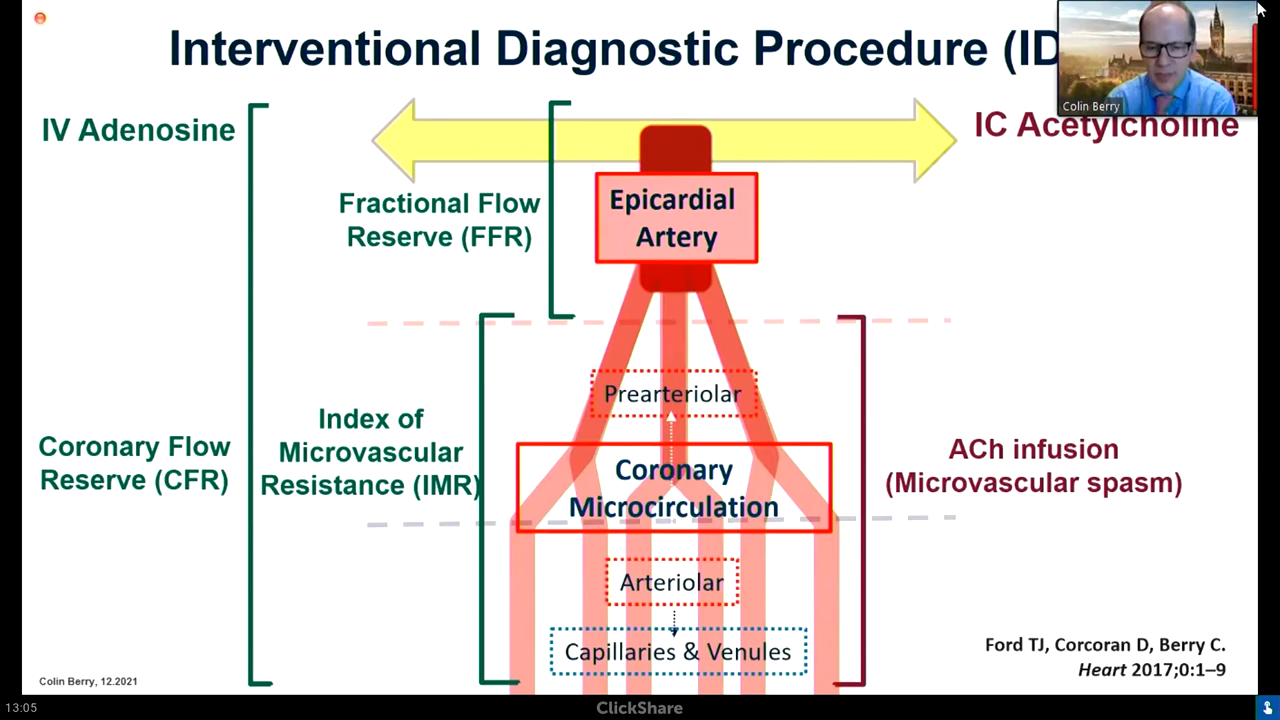 Interventional Diagnostic Procedure (ID
Colin Berry
IV Adenosine
IC Acetylcholine
Fractional Flow
Reserve (FFR)
Epicardial
Artery
Prearteriolar
Index of
Microvascular
Resistance (IMR)
Coronary Flow
Reserve (CFR)
Coronary
Microcirculation
ACh infusion
(Microvascular spasm)
Arteriolar
Capillaries & Venules
Ford TJ, Corcoran D, Berry C.
Heart 2017;0:1–9
Colin Berry, 12.2021
13:05
ClickShare